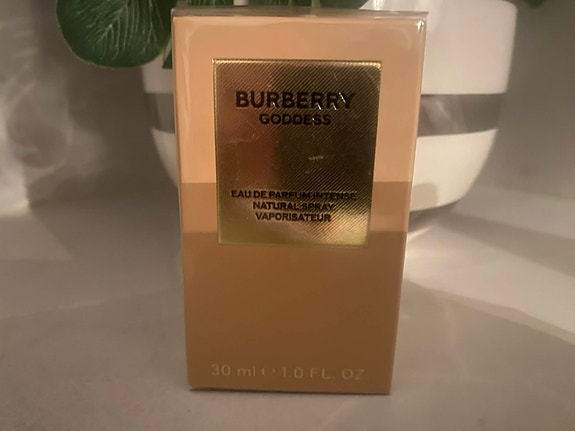 BURBERRY
GODDESS
EAU DE PARFUM INTENSE
NATURAL SPRAY
VAPORISATEUR
30 ml ℮ 1.0 FL. OZ